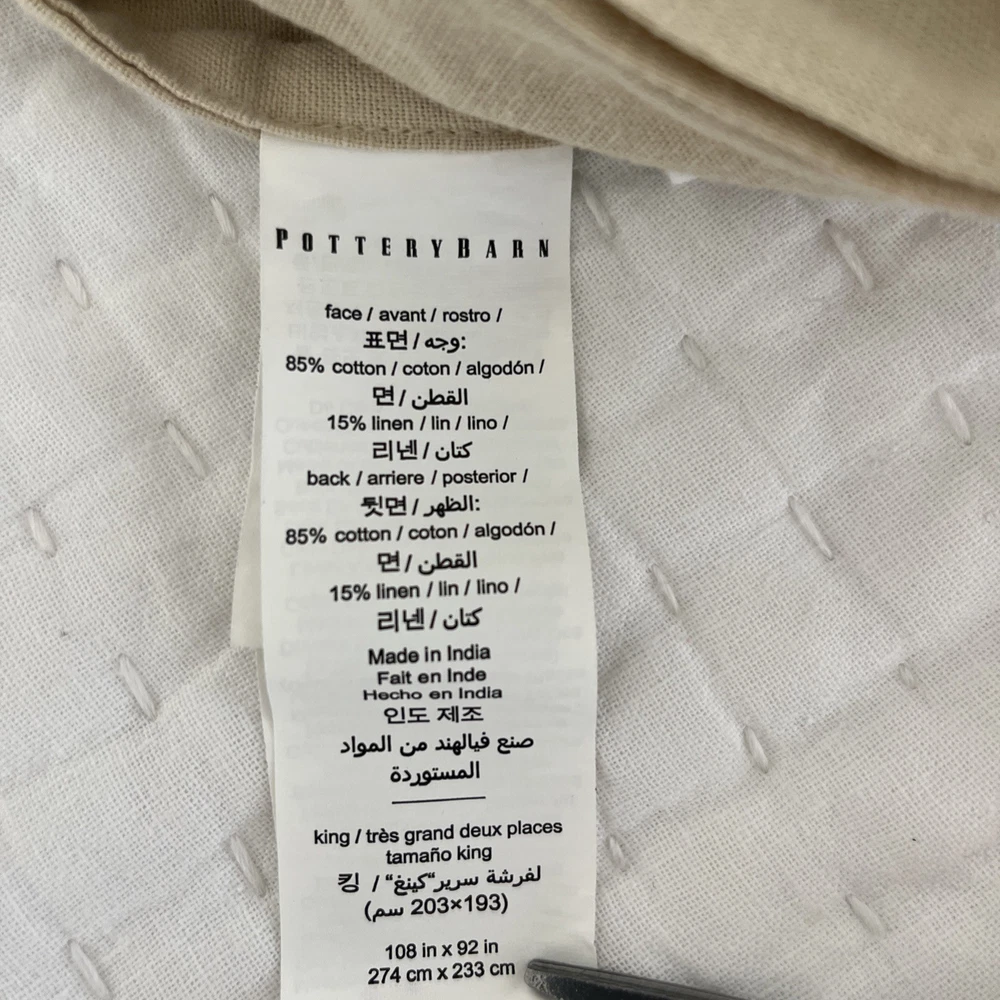 POTTERY BARN
face / avant / rostro /
표면 / وجه:
85% cotton / coton / algodón /
면 / القطن
15% linen / lin / lino /
리넨 / كتان
back / arriere / posterior /
뒷면 / الظهر:
85% cotton / coton / algodón /
면 / القطن
15% linen / lin / lino /
리넨 / كتان
Made in India
Fait en Inde
Hecho en India
인도 제조
صنع فيالهند من المواد
المستوردة
king / très grand deux places
tamaño king
킹 / "لفرشة سرير"كينغ
(203×193 سم)
108 in x 92 in
274 cm x 233 cm